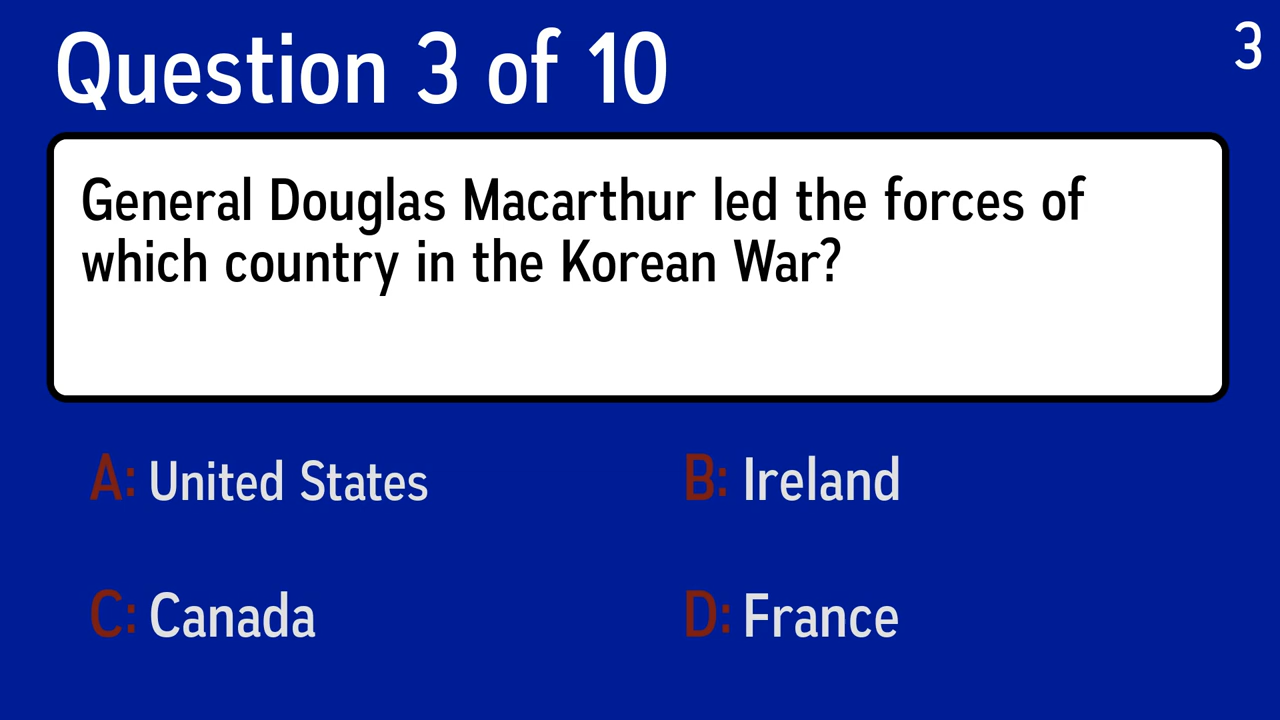 Question 3 of 10
3
General Douglas Macarthur led the forces of
which country in the Korean War?
A: United States
B: Ireland
C: Canada
D: France